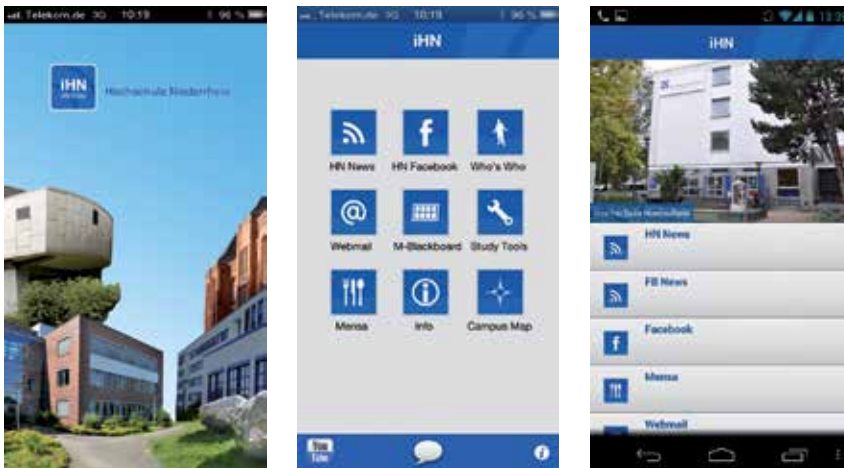 Telekom.de 3G 10:19 96 %
iHN
Hochschule Niederrhein
Telekom.de 3G 10:19 96 %
iHN
HN News HN Facebook Who's Who
Webmail M-Blackboard Study Tools
Mensa Info Campus Map
You
Tube
iHN
Hochschule Niederrhein
HN News
FB News
Facebook
Mensa
Webmail